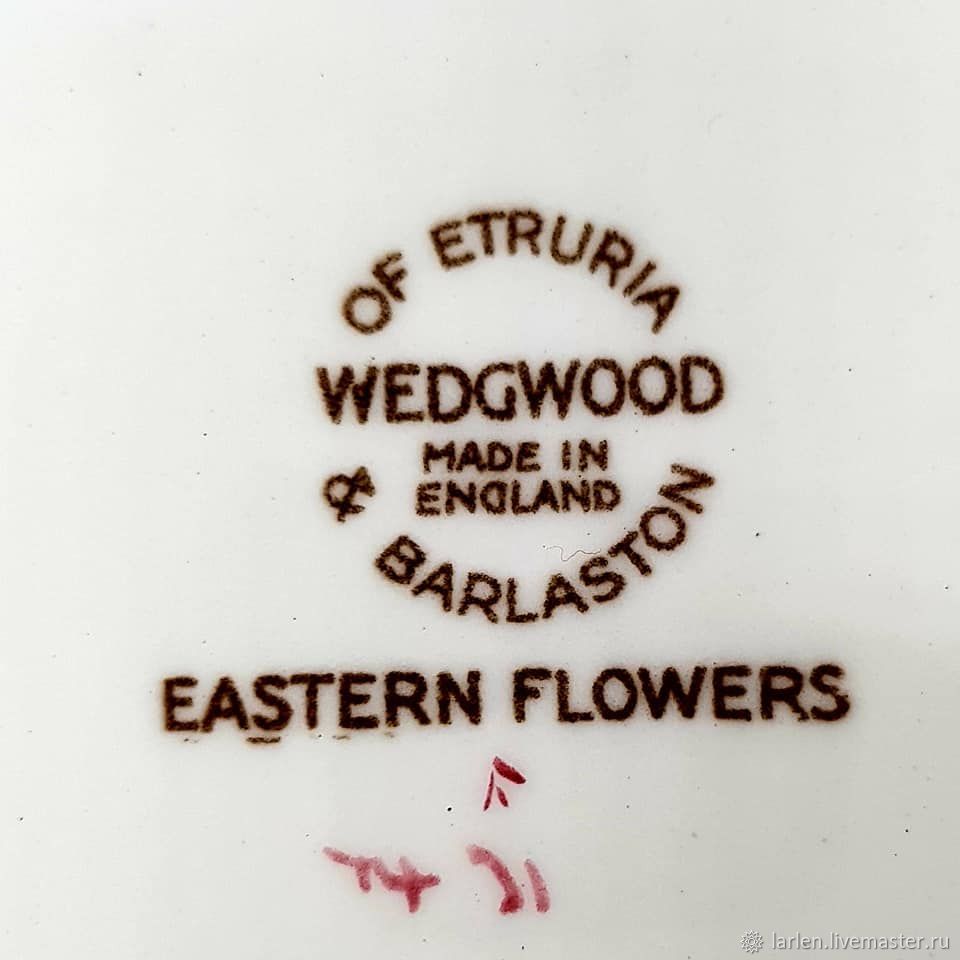 OF ETRURIA
WEDGWOOD
MADE IN
ENGLAND
& BARLASTON
EASTERN FLOWERS
larlen.livemaster.ru